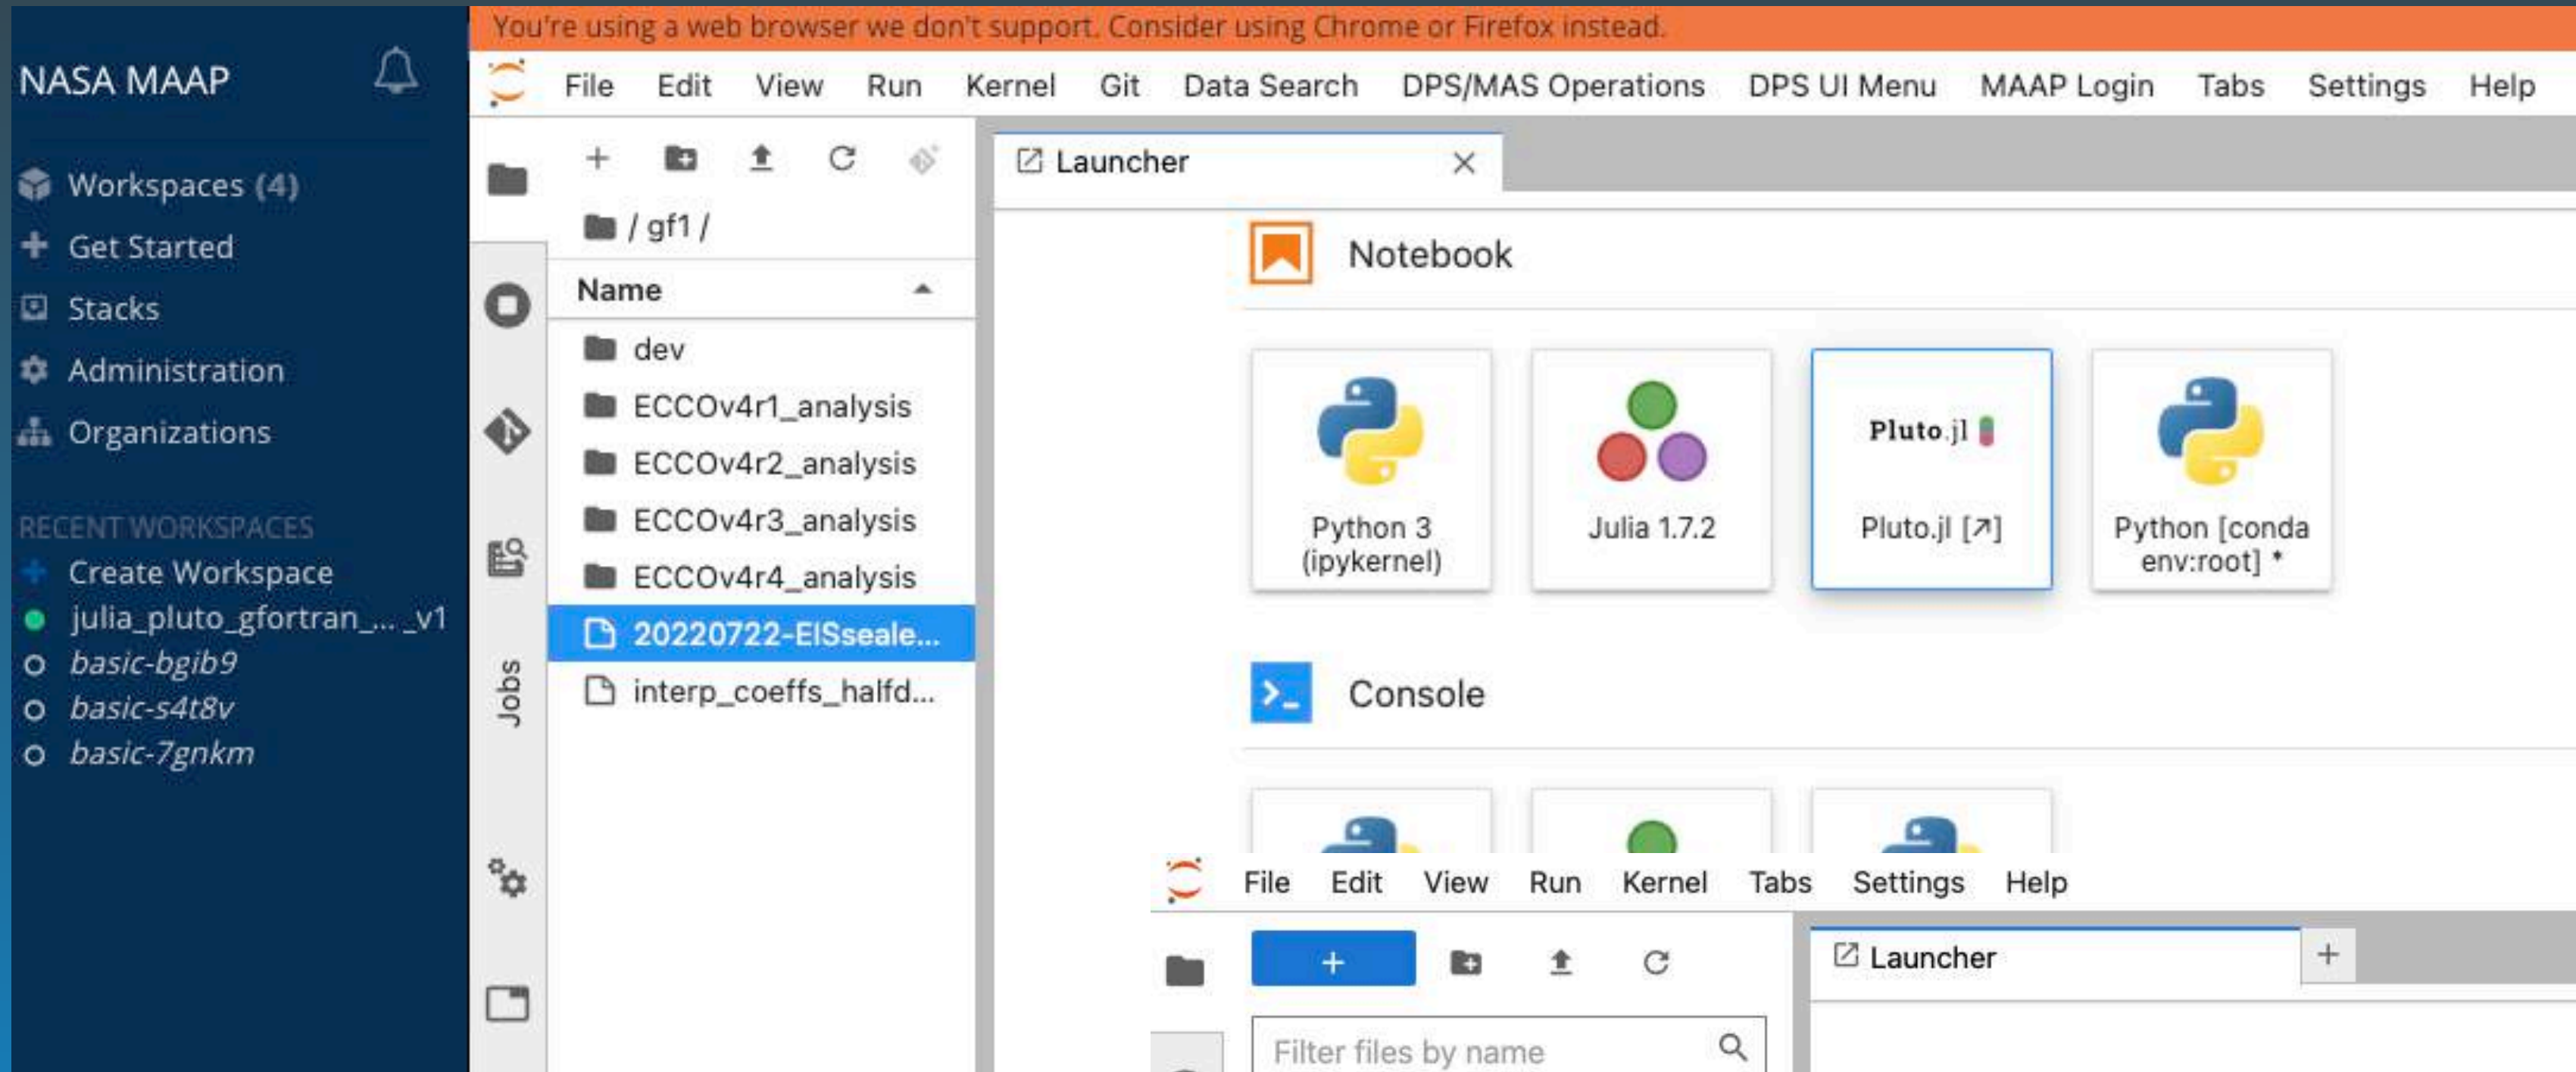 You're using a web browser we don't support. Consider using Chrome or Firefox instead.
NASA MAAP
Workspaces (4)
Get Started
Stacks
Administration
Organizations
RECENT WORKSPACES
Create Workspace
julia_pluto_gfortran_... _v1
basic-bgib9
basic-s4t8v
basic-7gnkm
File Edit View Run Kernel Git Data Search DPS/MAS Operations DPS UI Menu MAAP Login Tabs Settings Help
/ gf1 /
Name
dev
ECCOv4r1_analysis
ECCOv4r2_analysis
ECCOv4r3_analysis
ECCOv4r4_analysis
20220722-EISseale...
interp_coeffs_halfd...
Jobs
Launcher
Notebook
Python 3
(ipykernel)
Julia 1.7.2
Pluto.jl
Pluto.jl [↗]
Python [conda
env:root] *
Console
File Edit View Run Kernel Tabs Settings Help
Launcher
Filter files by name